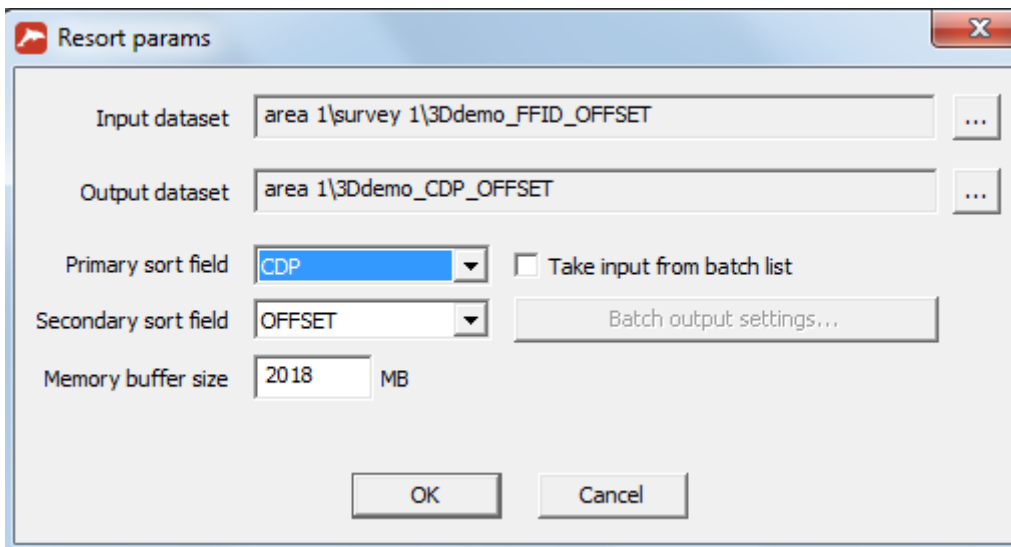 Resort params
Input dataset area 1\survey 1\3Ddemo_FFID_OFFSET ...
Output dataset area 1\3Ddemo_CDP_OFFSET ...
Primary sort field CDP Take input from batch list
Secondary sort field OFFSET Batch output settings...
Memory buffer size 2018 MB
OK Cancel